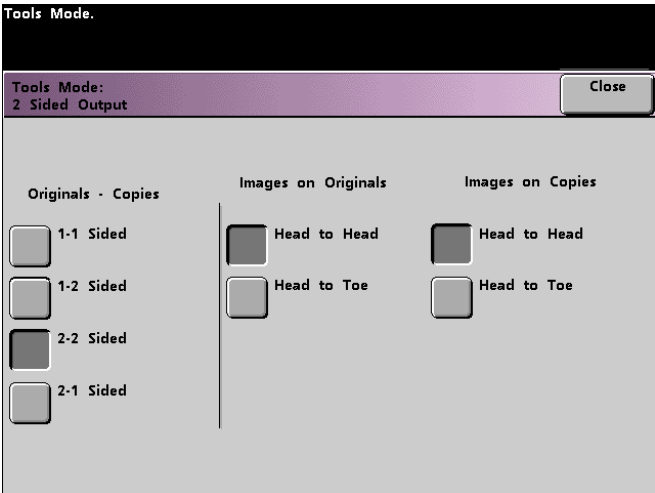 Tools Mode.
Tools Mode:
2 Sided Output
Close
Originals - Copies
1-1 Sided
1-2 Sided
2-2 Sided
2-1 Sided
Images on Originals
Head to Head
Head to Toe
Images on Copies
Head to Head
Head to Toe